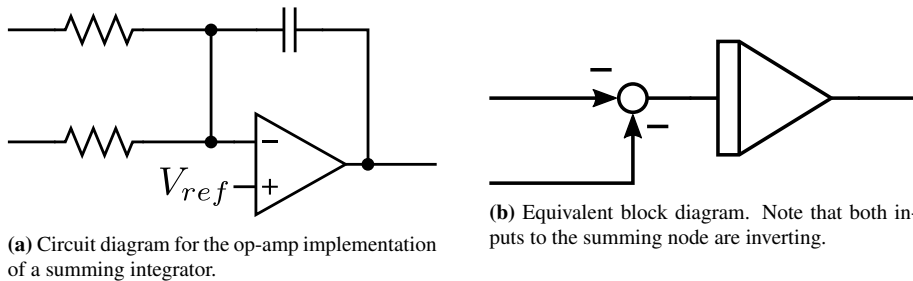 −
+
V_ref
(a) Circuit diagram for the op-amp implementation
of a summing integrator.
−
−
(b) Equivalent block diagram. Note that both in-
puts to the summing node are inverting.